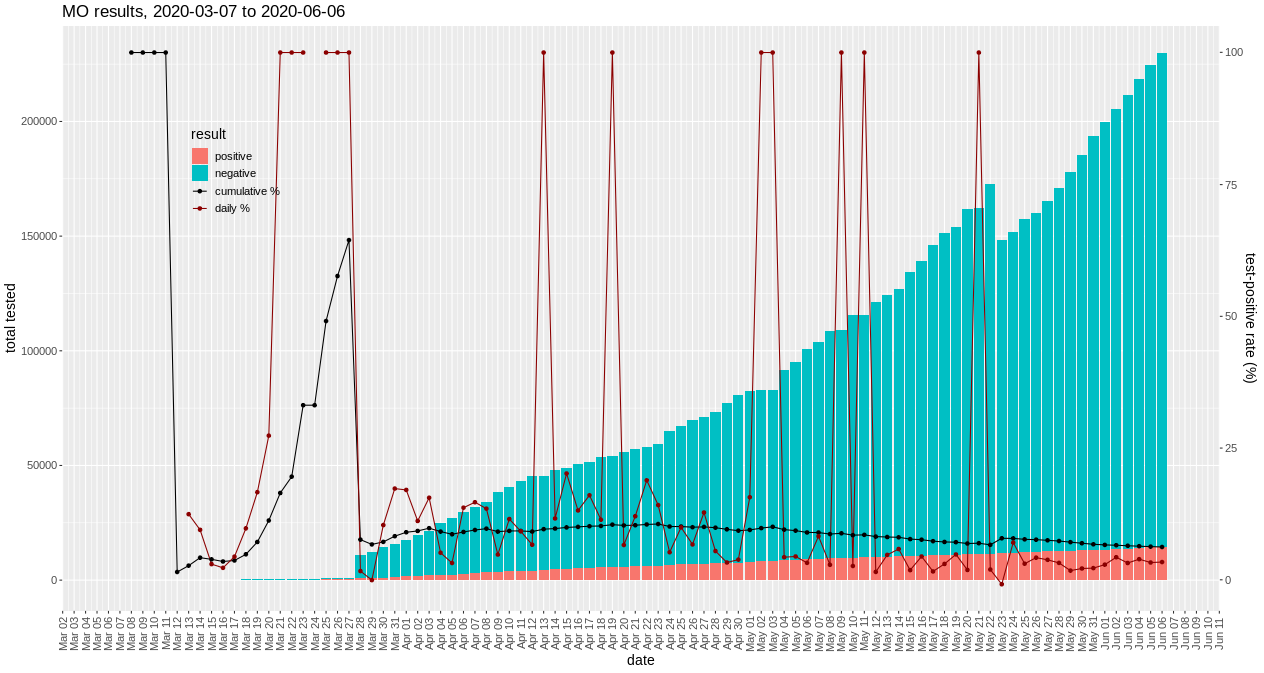 MO results, 2020-03-07 to 2020-06-06
total tested
200000
150000
100000
50000
0
result
positive
negative
cumulative %
daily %
100
75
50
25
0
test-positive rate (%)
Mar 02
Mar 03
Mar 04
Mar 05
Mar 06
Mar 07
Mar 08
Mar 09
Mar 10
Mar 11
Mar 12
Mar 13
Mar 14
Mar 15
Mar 16
Mar 17
Mar 18
Mar 19
Mar 20
Mar 21
Mar 22
Mar 23
Mar 24
Mar 25
Mar 26
Mar 27
Mar 28
Mar 29
Mar 30
Mar 31
Apr 01
Apr 02
Apr 03
Apr 04
Apr 05
Apr 06
Apr 07
Apr 08
Apr 09
Apr 10
Apr 11
Apr 12
Apr 13
Apr 14
Apr 15
Apr 16
Apr 17
Apr 18
Apr 19
Apr 20
Apr 21
Apr 22
Apr 23
Apr 24
Apr 25
Apr 26
Apr 27
Apr 28
Apr 29
Apr 30
May 01
May 02
May 03
May 04
May 05
May 06
May 07
May 08
May 09
May 10
May 11
May 12
May 13
May 14
May 15
May 16
May 17
May 18
May 19
May 20
May 21
May 22
May 23
May 24
May 25
May 26
May 27
May 28
May 29
May 30
May 31
Jun 01
Jun 02
Jun 03
Jun 04
Jun 05
Jun 06
Jun 07
Jun 08
Jun 09
Jun 10
Jun 11
date